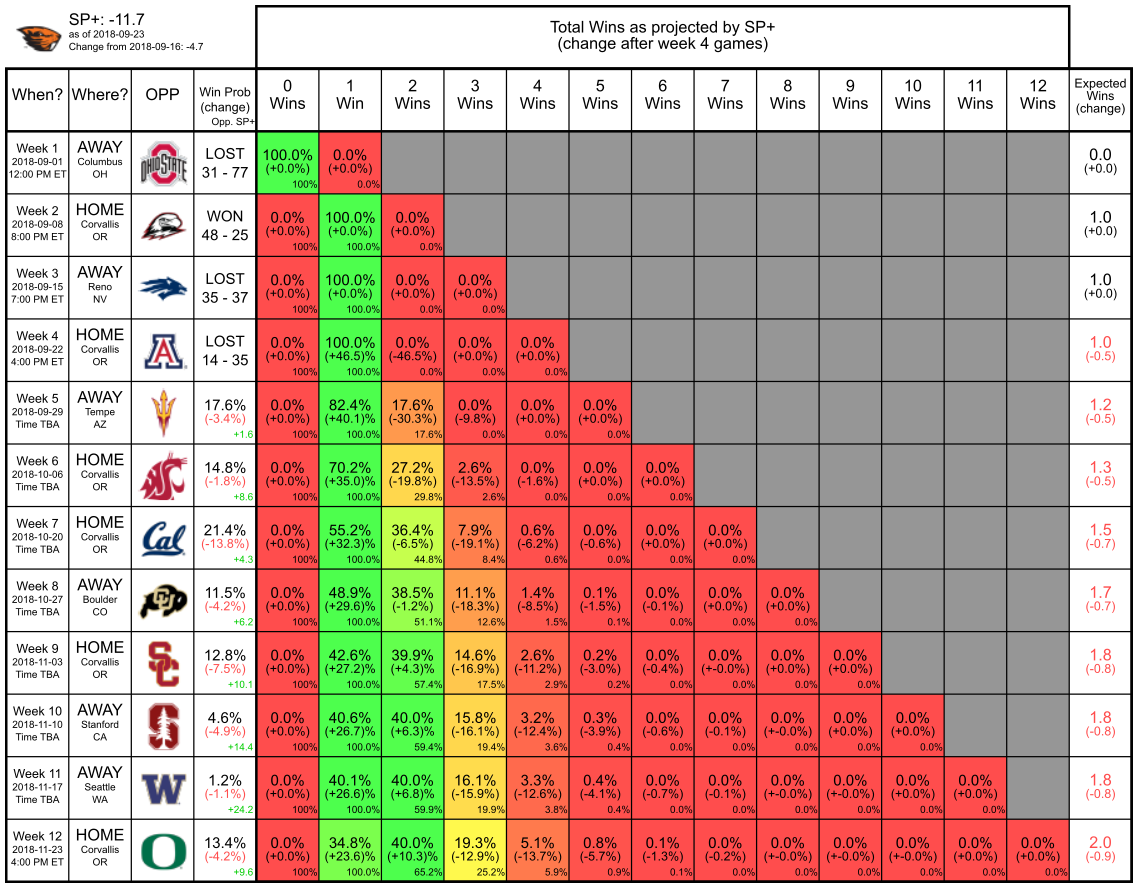 SP+: -11.7
as of 2018-09-23
Change from 2018-09-16: -4.7
Total Wins as projected by SP+
(change after week 4 games)
When? Where? OPP Win Prob (change) Opp. SP+ 0 Wins 1 Win 2 Wins 3 Wins 4 Wins 5 Wins 6 Wins 7 Wins 8 Wins 9 Wins 10 Wins 11 Wins 12 Wins Expected Wins (change)
Week 1 AWAY LOST 100.0% 0.0% 0.0
2018-09-01 Columbus OHIO STATE (+0.0%) (+0.0%) (+0.0)
12:00 PM ET OH 31 - 77 100% 0.0%
Week 2 HOME WON 0.0% 100.0% 0.0% 1.0
2018-09-08 Corvallis (+0.0%) (+0.0%) (+0.0%) (+0.0)
8:00 PM ET OR 48 - 25 100% 100.0% 0.0%
Week 3 AWAY LOST 0.0% 100.0% 0.0% 0.0% 1.0
2018-09-15 Reno (+0.0%) (+0.0%) (+0.0%) (+0.0%) (+0.0)
7:00 PM ET NV 35 - 37 100% 100.0% 0.0% 0.0%
Week 4 HOME A LOST 0.0% 100.0% 0.0% 0.0% 0.0% 1.0
2018-09-22 Corvallis (+0.0%) (+46.5)% (-46.5%) (+0.0%) (+0.0%) (-0.5)
4:00 PM ET OR 14 - 35 100% 100.0% 0.0% 0.0% 0.0%
Week 5 AWAY 17.6% 0.0% 82.4% 17.6% 0.0% 0.0% 0.0% 1.2
2018-09-29 Tempe (-3.4%) (+0.0%) (+40.1)% (-30.3%) (-9.8%) (+0.0%) (+0.0%) (-0.5)
Time TBA AZ +1.6 100% 100.0% 17.6% 0.0% 0.0% 0.0%
Week 6 HOME 14.8% 0.0% 70.2% 27.2% 2.6% 0.0% 0.0% 0.0% 1.3
2018-10-06 Corvallis (-1.8%) (+0.0%) (+35.0)% (-19.8%) (-13.5%) (-1.6%) (+0.0%) (+0.0%) (-0.5)
Time TBA OR +8.6 100% 100.0% 29.8% 2.6% 0.0% 0.0% 0.0%
Week 7 HOME Cal 21.4% 0.0% 55.2% 36.4% 7.9% 0.6% 0.0% 0.0% 0.0% 1.5
2018-10-20 Corvallis (-13.8%) (+0.0%) (+32.3)% (-6.5%) (-19.1%) (-6.2%) (-0.6%) (+0.0%) (+0.0%) (-0.7)
Time TBA OR +4.3 100% 100.0% 44.8% 8.4% 0.6% 0.0% 0.0% 0.0%
Week 8 AWAY CU 11.5% 0.0% 48.9% 38.5% 11.1% 1.4% 0.1% 0.0% 0.0% 0.0% 1.7
2018-10-27 Boulder (-4.2%) (+0.0%) (+29.6)% (-1.2%) (-18.3%) (-8.5%) (-1.5%) (-0.1%) (+0.0%) (+0.0%) (-0.7)
Time TBA CO +6.2 100% 100.0% 51.1% 12.6% 1.5% 0.1% 0.0% 0.0% 0.0%
Week 9 HOME SC 12.8% 0.0% 42.6% 39.9% 14.6% 2.6% 0.2% 0.0% 0.0% 0.0% 0.0% 1.8
2018-11-03 Corvallis (-7.5%) (+0.0%) (+27.2)% (+4.3)% (-16.9%) (-11.2%) (-3.0%) (-0.4%) (+-0.0%) (+0.0%) (+0.0%) (-0.8)
Time TBA OR +10.1 100% 100.0% 57.4% 17.5% 2.9% 0.2% 0.0% 0.0% 0.0% 0.0%
Week 10 AWAY S 4.6% 0.0% 40.6% 40.0% 15.8% 3.2% 0.3% 0.0% 0.0% 0.0% 0.0% 0.0% 1.8
2018-11-10 Stanford (-4.9%) (+0.0%) (+26.7)% (+6.3)% (-16.1%) (-12.4%) (-3.9%) (-0.6%) (-0.1%) (+-0.0%) (+0.0%) (+0.0%) (-0.8)
Time TBA CA +14.4 100% 100.0% 59.4% 19.4% 3.6% 0.4% 0.0% 0.0% 0.0% 0.0% 0.0%
Week 11 AWAY W 1.2% 0.0% 40.1% 40.0% 16.1% 3.3% 0.4% 0.0% 0.0% 0.0% 0.0% 0.0% 0.0% 1.8
2018-11-17 Seattle (-1.1%) (+0.0%) (+26.6)% (+6.8)% (-15.9%) (-12.6%) (-4.1%) (-0.7%) (-0.1%) (+-0.0%) (+-0.0%) (+0.0%) (+0.0%) (-0.8)
Time TBA WA +24.2 100% 100.0% 59.9% 19.9% 3.8% 0.4% 0.0% 0.0% 0.0% 0.0% 0.0% 0.0%
Week 12 HOME O 13.4% 0.0% 34.8% 40.0% 19.3% 5.1% 0.8% 0.1% 0.0% 0.0% 0.0% 0.0% 0.0% 0.0% 2.0
2018-11-23 Corvallis (-4.2%) (+0.0%) (+23.6)% (+10.3)% (-12.9%) (-13.7%) (-5.7%) (-1.3%) (-0.2%) (+-0.0%) (+-0.0%) (+-0.0%) (+0.0%) (+0.0%) (-0.9)
4:00 PM ET OR +9.6 100% 100.0% 65.2% 25.2% 5.9% 0.9% 0.1% 0.0% 0.0% 0.0% 0.0% 0.0% 0.0%